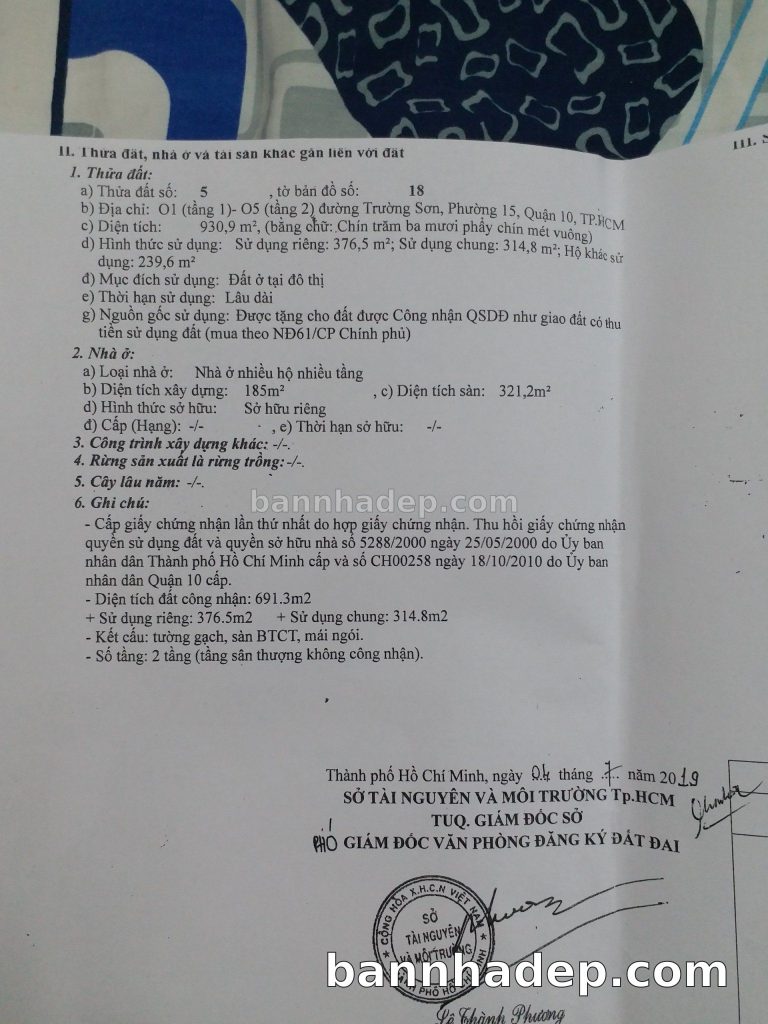 II. Thửa đất, nhà ở và tài sản khác gắn liền với đất
III.
1. Thửa đất:
a) Thửa đất số: 5 , tờ bản đồ số: 18
b) Địa chỉ: O1 (tầng 1)- O5 (tầng 2) đường Trường Sơn, Phường 15, Quận 10, TP.HCM
c) Diện tích: 930,9 m², (bằng chữ: Chín trăm ba mươi phẩy chín mét vuông)
d) Hình thức sử dụng: Sử dụng riêng: 376,5 m²; Sử dụng chung: 314,8 m²; Hộ khác sử
dụng: 239,6 m²
đ) Mục đích sử dụng: Đất ở tại đô thị
e) Thời hạn sử dụng: Lâu dài
g) Nguồn gốc sử dụng: Được tặng cho đất được Công nhận QSDĐ như giao đất có thu
tiền sử dụng đất (mua theo NĐ61/CP Chính phủ)
2. Nhà ở:
a) Loại nhà ở: Nhà ở nhiều hộ nhiều tầng
b) Diện tích xây dựng: 185m² , c) Diện tích sàn: 321,2m²
d) Hình thức sở hữu: Sở hữu riêng
đ) Cấp (Hạng): -/- , e) Thời hạn sở hữu: -/-
3. Công trình xây dựng khác: -/-.
4. Rừng sản xuất là rừng trồng:-/-.
5. Cây lâu năm: -/-.
bannhadep.com
6. Ghi chú:
- Cấp giấy chứng nhận lần thứ nhất do hợp giấy chứng nhận. Thu hồi giấy chứng nhận
quyền sử dụng đất và quyền sở hữu nhà số 5288/2000 ngày 25/05/2000 do Ủy ban
nhân dân Thành phố Hồ Chí Minh cấp và số CH00258 ngày 18/10/2010 do Ủy ban
nhân dân Quận 10 cấp.
- Diện tích đất công nhận: 691.3m2
+ Sử dụng riêng: 376.5m2 + Sử dụng chung: 314.8m2
- Kết cấu: tường gạch, sàn BTCT, mái ngói.
- Số tầng: 2 tầng (tầng sân thượng không công nhận).
Thành phố Hồ Chí Minh, ngày 04 tháng 7 năm 2019
SỞ TÀI NGUYÊN VÀ MÔI TRƯỜNG Tp.HCM
TUQ. GIÁM ĐỐC SỞ
PHÓ GIÁM ĐỐC VĂN PHÒNG ĐĂNG KÝ ĐẤT ĐAI
CỘNG HÒA X.H.C.N VIỆT NAM
SỞ
TÀI NGUYÊN
VÀ MÔI TRƯỜNG
bannhadep.com
Lê Thành Phương